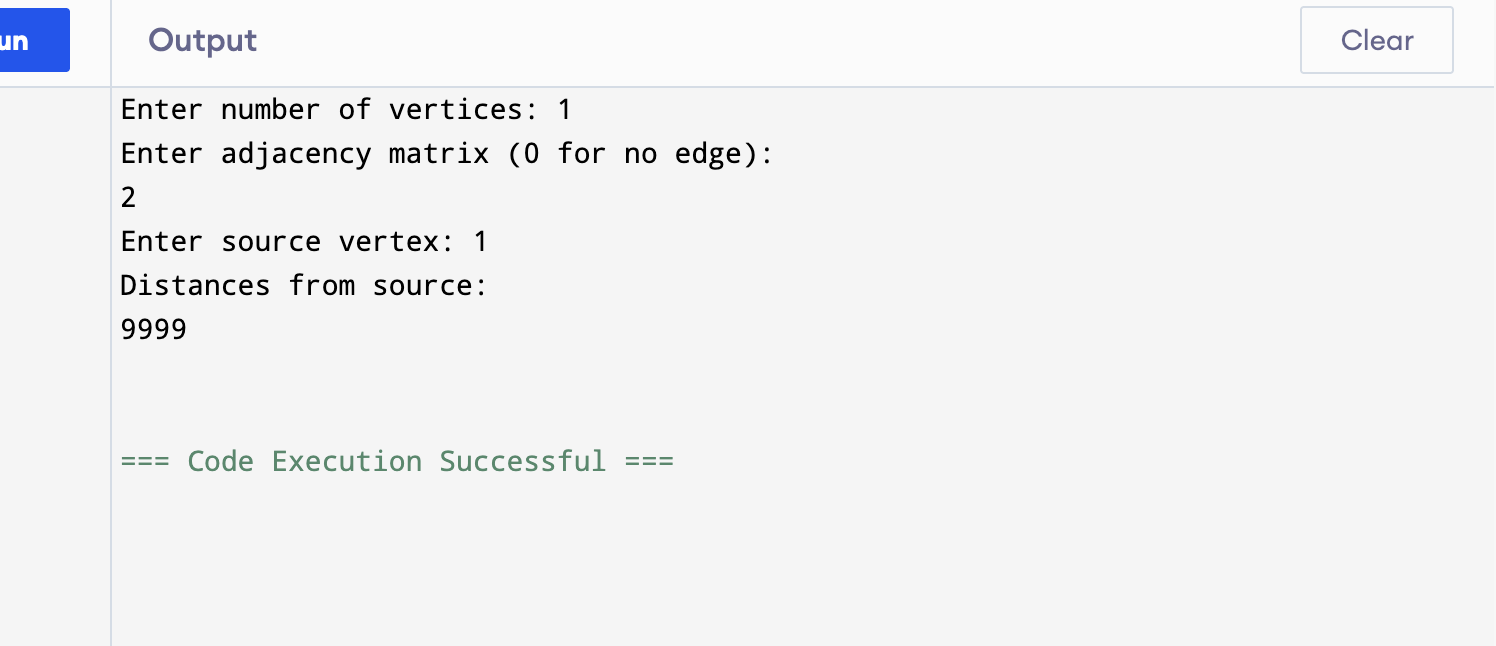 un
Output
Clear
Enter number of vertices: 1
Enter adjacency matrix (0 for no edge):
2
Enter source vertex: 1
Distances from source:
9999
=== Code Execution Successful ===